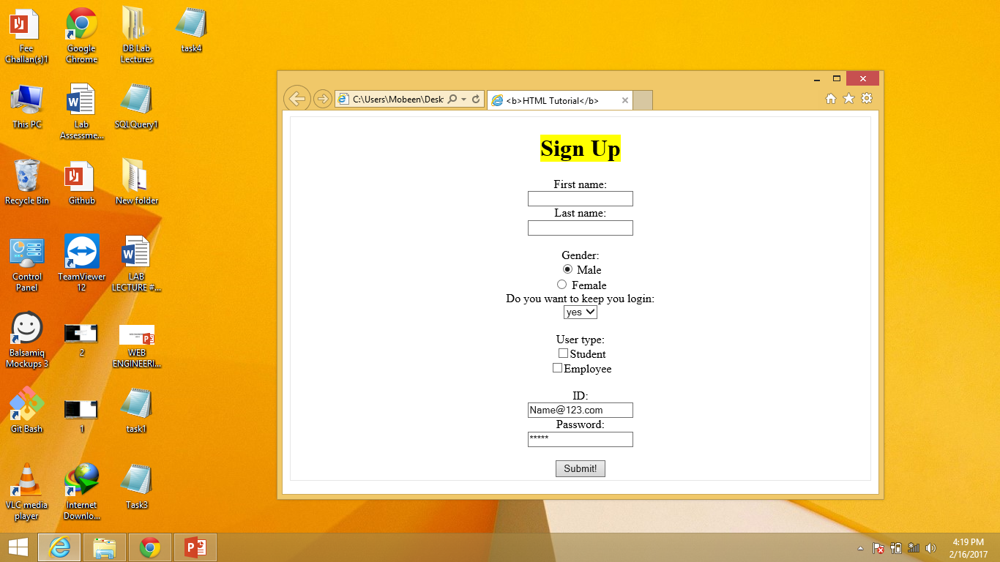 Fee
Challan(s)1
Google
Chrome
DB Lab
Lectures
task4
This PC
Lab
Assessme...
SQLQuery1
Recycle Bin
Github
New folder
Control
Panel
TeamViewer
12
LAB
LECTURE #...
Balsamiq
Mockups 3
2
WEB
ENGINEERI...
Git Bash
1
task1
VLC media
player
Internet
Downlo...
Task3
C:\Users\Mobeen\Desk
<b>HTML Tutorial</b>
Sign Up
First name:
Last name:
Gender:
Male
Female
Do you want to keep you login:
yes
User type:
Student
Employee
ID:
Name@123.com
Password:
*****
Submit!
4:19 PM
2/16/2017